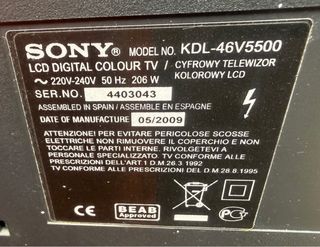 SONY® MODEL NO. KDL-46V5500
LCD DIGITAL COLOUR TV / CYFROWY TELEWIZOR
KOLOROWY LCD
~ 220V-240V 50 Hz 206 W
SER.NO. 4403043
ASSEMBLED IN SPAIN / ASSEMBLÉ EN ESPAGNE
DATE OF MANUFACTURE 05/2009
ATTENZIONE! PER EVITARE PERICOLOSE SCOSSE
ELETTRICHE NON RIMUOVERE IL COPERCHIO E NON
TOCCARE LE PARTI INTERNE. RIVOLGETEVI A
PERSONALE QUALIFICATO. TV CONFORME ALLE
PRESCRIZIONI DELL'ART 1 D.M 26.3 1992
TV CONFORME ALLE PRESCRIZIONI DEL D.M 28.8 1995
CE
BEAB
Approved